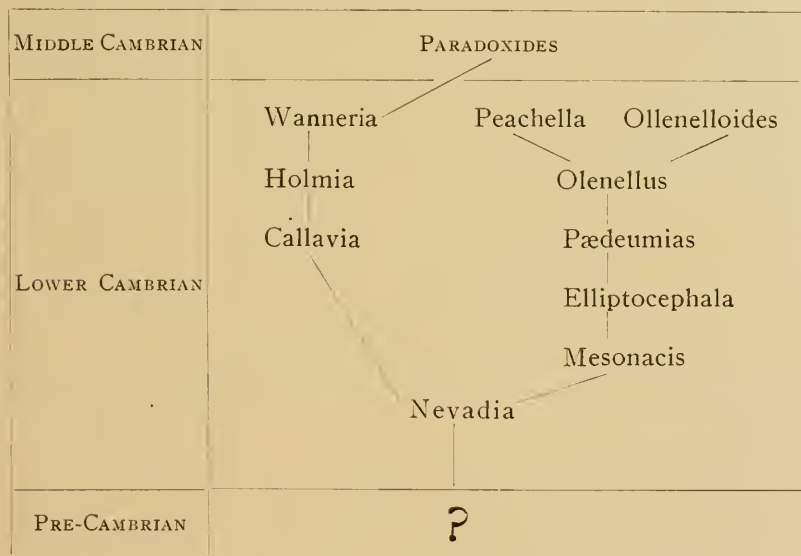 MIDDLE CAMBRIAN PARADOXIDES
Wanneria Peachella Ollenelloides
Holmia Olenellus
Callavia Pædeumias
LOWER CAMBRIAN Elliptocephala
Mesonacis
Nevadia
PRE-CAMBRIAN ?